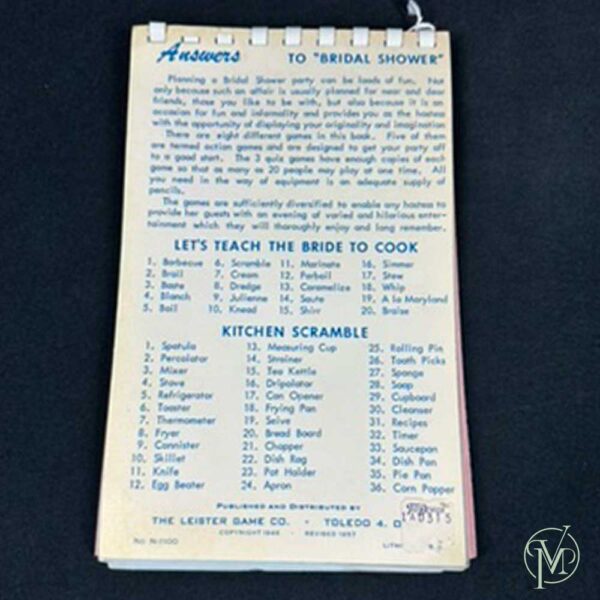 Answers TO "BRIDAL SHOWER"
Planning a Bridal Shower party can be loads of fun. Not
only because such an affair is usually planned for near and dear
friends, those you like to be with, but also because it is an
occasion for fun and informality and provides you as the hostess
with the opportunity of displaying your originality and imagination
There are eight different games in this book. Five of them
are termed action games and are designed to get your party off
to a good start. The 3 quiz games have enough copies of each
game so that as many as 20 people may play at one time. All
you need in the way of equipment is an adequate supply of
pencils.
The games are sufficiently diversified to enable any hostess to
provide her guests with an evening of varied and hilarious enter-
tainment which they will thoroughly enjoy and long remember.
LET'S TEACH THE BRIDE TO COOK
1. Barbecue 6. Scramble 11. Marinate 16. Simmer
2. Broil 7. Cream 12. Parboil 17. Stew
3. Baste 8. Dredge 13. Caramelize 18. Whip
4. Blanch 9. Julienne 14. Saute 19. A la Maryland
5. Boil 10. Knead 15. Shirr 20. Braise
KITCHEN SCRAMBLE
1. Spatula 13. Measuring Cup 25. Rolling Pin
2. Percolator 14. Strainer 26. Tooth Picks
3. Mixer 15. Tea Kettle 27. Sponge
4. Stove 16. Dripolator 28. Soap
5. Refrigerator 17. Can Opener 29. Cupboard
6. Toaster 18. Frying Pan 30. Cleanser
7. Thermometer 19. Seive 31. Recipes
8. Fryer 20. Bread Board 32. Timer
9. Cannister 21. Chopper 33. Saucepan
10. Skillet 22. Dish Rag 34. Dish Pan
11. Knife 23. Pot Holder 35. Pie Pan
12. Egg Beater 24. Apron 36. Corn Popper
PUBLISHED AND DISTRIBUTED BY
THE LEISTER GAME CO. - TOLEDO 4, O
COPYRIGHT REVISED 1957
No. N-1100